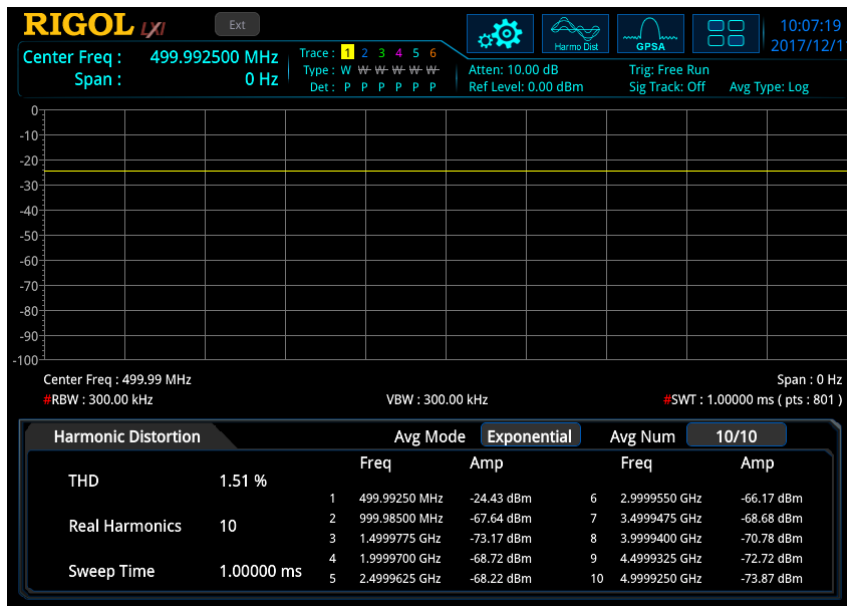 RIGOL LXI Ext 10:07:19
Harmo Dist GPSA 2017/12/1
Center Freq : 499.992500 MHz Trace : 1 2 3 4 5 6
Span : 0 Hz Type : W W W W W W Atten: 10.00 dB Trig: Free Run
Det : P P P P P P Ref Level: 0.00 dBm Sig Track: Off Avg Type: Log
0
-10
-20
-30
-40
-50
-60
-70
-80
-90
-100
Center Freq : 499.99 MHz Span : 0 Hz
#RBW : 300.00 kHz VBW : 300.00 kHz #SWT : 1.00000 ms ( pts : 801 )
Harmonic Distortion Avg Mode Exponential Avg Num 10/10
Freq Amp Freq Amp
THD 1.51 %
1 499.99250 MHz -24.43 dBm 6 2.9999550 GHz -66.17 dBm
2 999.98500 MHz -67.64 dBm 7 3.4999475 GHz -68.68 dBm
Real Harmonics 10
3 1.4999775 GHz -73.17 dBm 8 3.9999400 GHz -70.78 dBm
4 1.9999700 GHz -68.72 dBm 9 4.4999325 GHz -72.72 dBm
Sweep Time 1.00000 ms
5 2.4999625 GHz -68.22 dBm 10 4.9999250 GHz -73.87 dBm